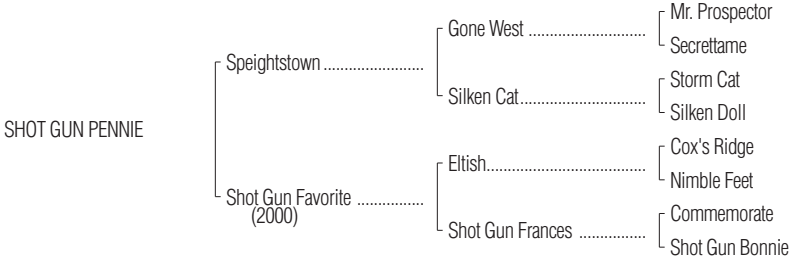 Mr. Prospector
Gone West ............................
Secrettame
Speightstown ........................
Storm Cat
Silken Cat..............................
Silken Doll
SHOT GUN PENNIE
Cox's Ridge
Eltish......................................
Nimble Feet
Shot Gun Favorite ................
(2000)
Commemorate
Shot Gun Frances ................
Shot Gun Bonnie